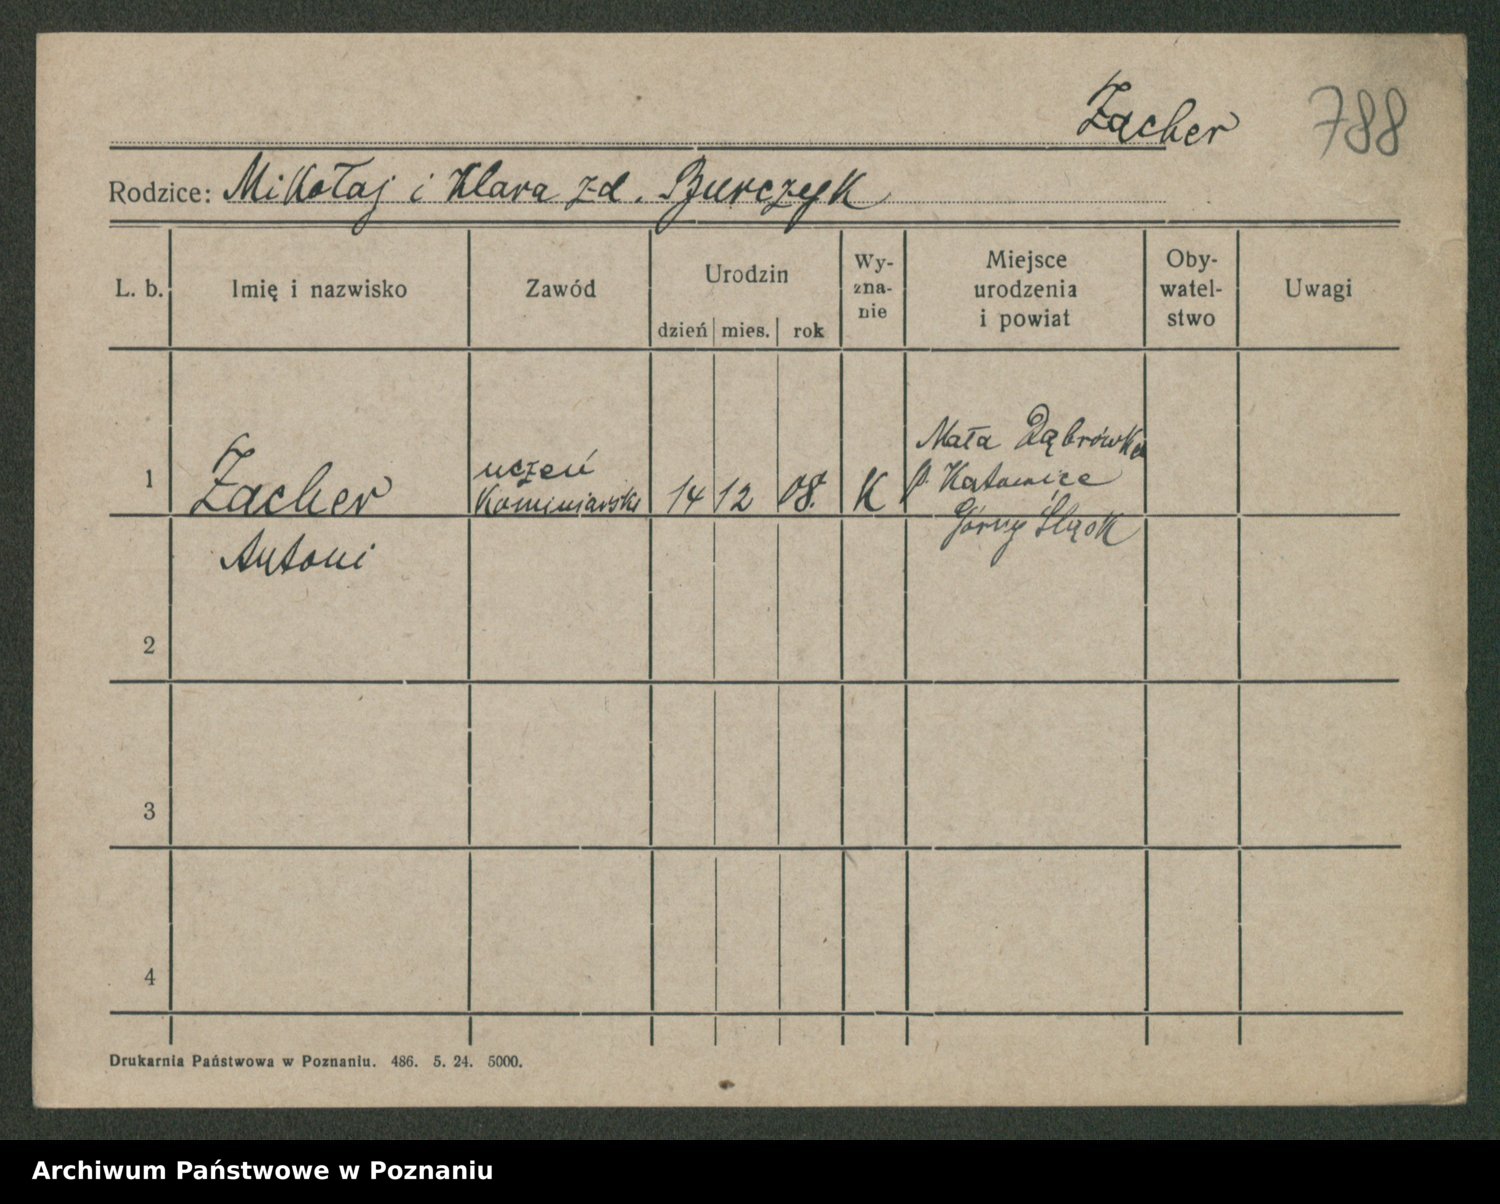 Zacher 788
Rodzice: Mikołaj i Klara zd. Szurczyk
L. b. Imię i nazwisko Zawód Urodzin dzień mies. rok Wy-zna-nie Miejsce urodzenia i powiat Oby-watel-stwo Uwagi
1 Zacher uczeń kominiarski 14 12 08. K Mała Dąbrówka
p. Katowice
Antoni Górny Śląsk
2
3
4
Drukarnia Państwowa w Poznaniu. 486. 5. 24. 5000.
Archiwum Państwowe w Poznaniu